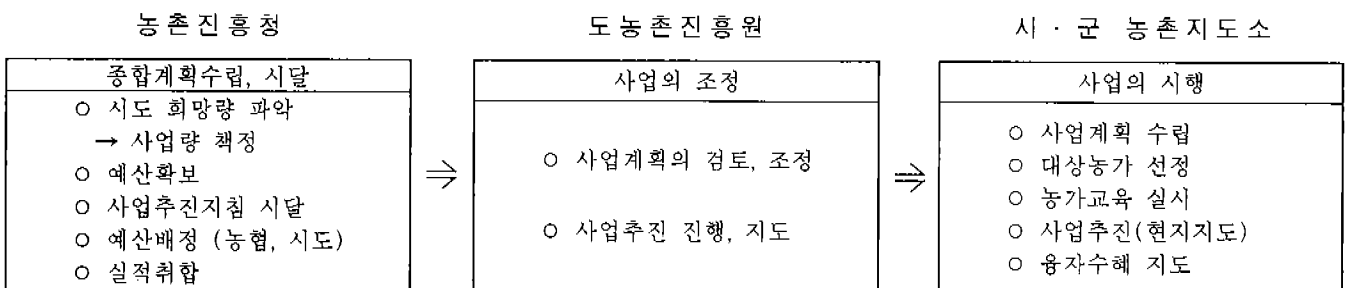 농촌진흥청
종합계획수립, 시달
○ 시도 희망량 파악
→ 사업량 책정
○ 예산확보
○ 사업추진지침 시달
○ 예산배정 (농협, 시도)
○ 실적취합
⇒
도농촌진흥원
사업의 조정
○ 사업계획의 검토, 조정
○ 사업추진 진행, 지도
⇒
시 · 군 농촌지도소
사업의 시행
○ 사업계획 수립
○ 대상농가 선정
○ 농가교육 실시
○ 사업추진(현지지도)
○ 융자수혜 지도